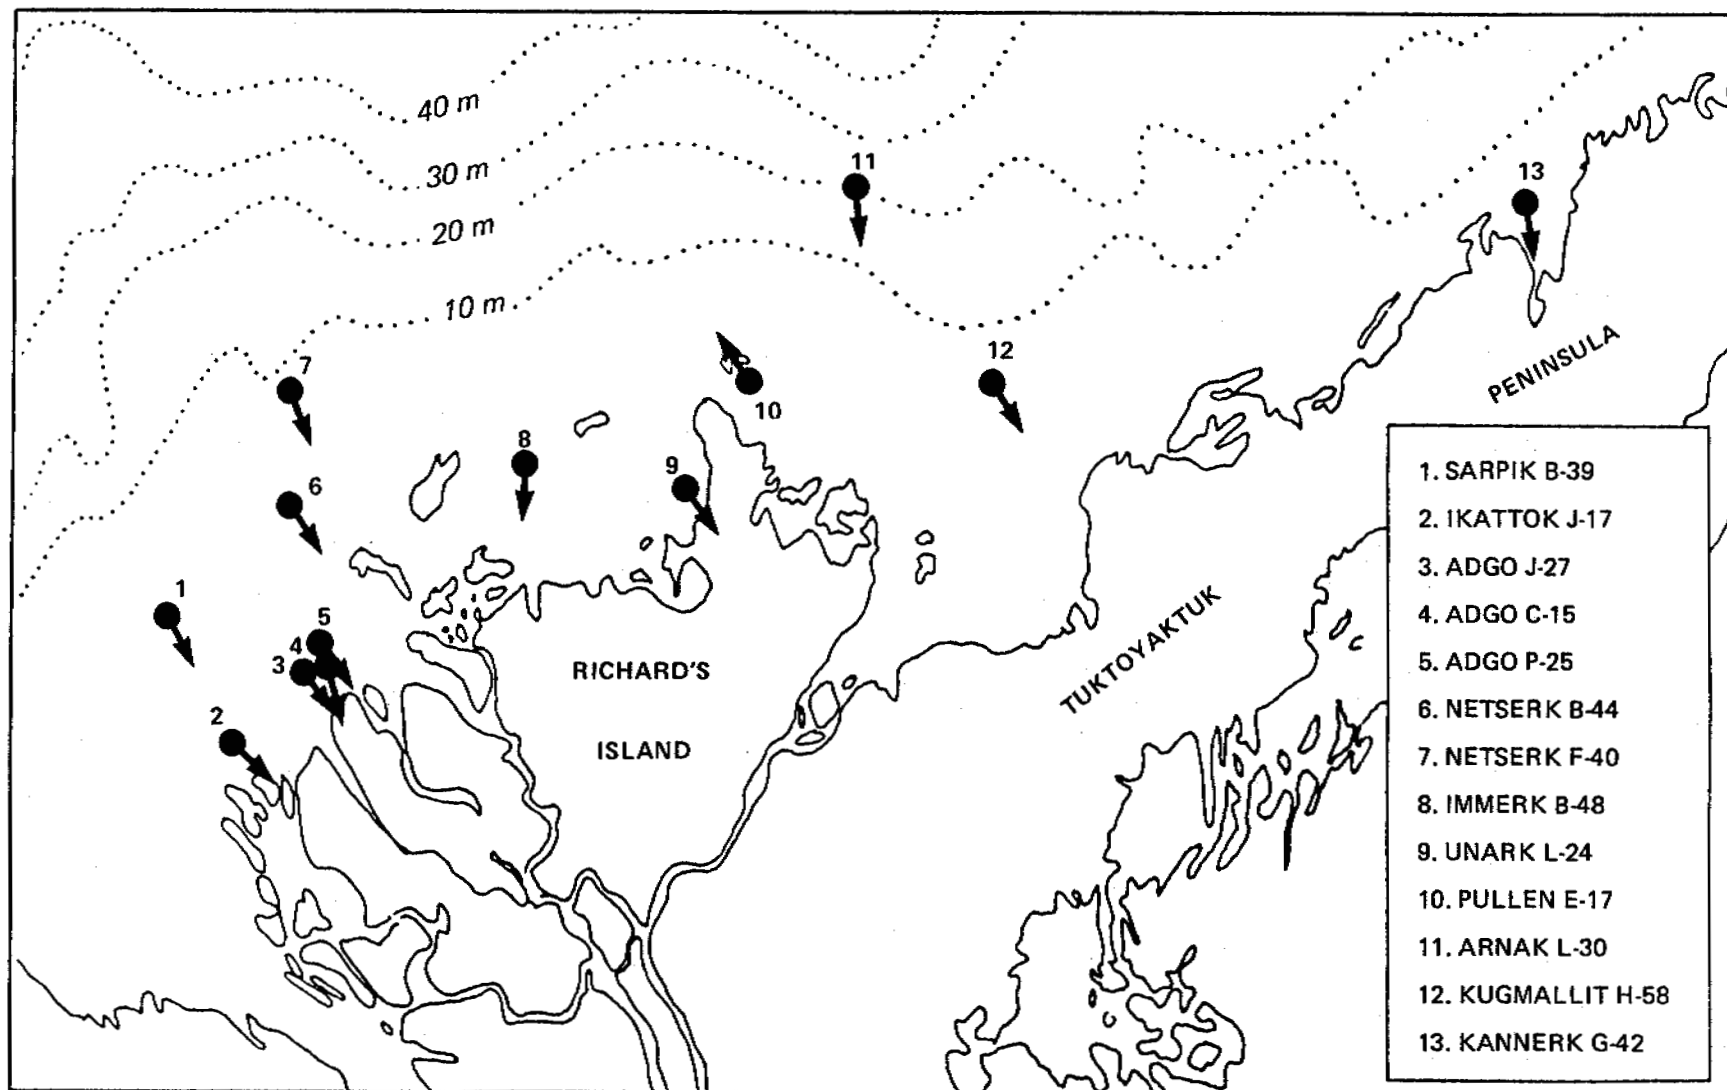 40 m
30 m
20 m
10 m
11
13
7
12
10
8
9
6
1
5
4
3
2
RICHARD'S
ISLAND
TUKTOYAKTUK
PENINSULA
1. SARPIK B-39
2. IKATTOK J-17
3. ADGO J-27
4. ADGO C-15
5. ADGO P-25
6. NETSERK B-44
7. NETSERK F-40
8. IMMERK B-48
9. UNARK L-24
10. PULLEN E-17
11. ARNAK L-30
12. KUGMALLIT H-58
13. KANNERK G-42